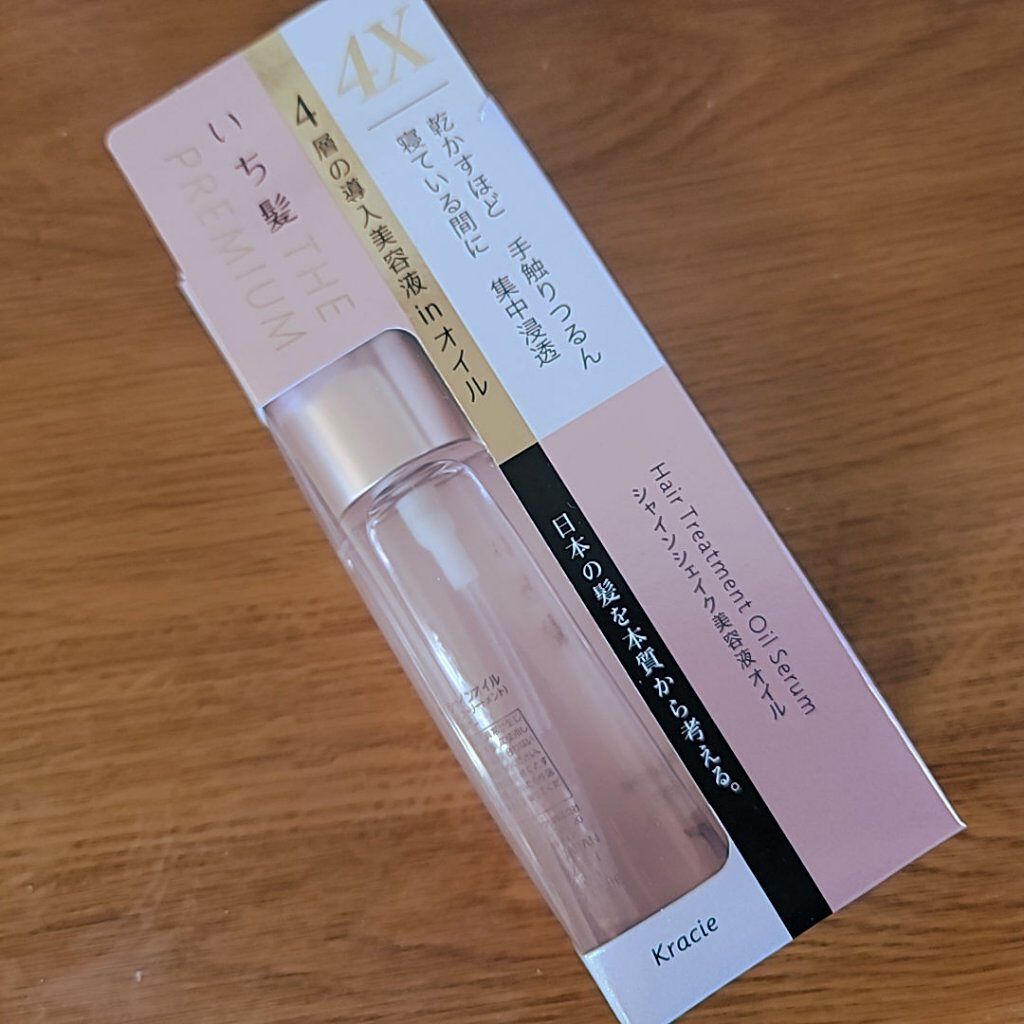 いち髪
THE
PREMIUM
4層の導入美容液inオイル
4X
乾かすほど 手触りつるん
寝ている間に 集中浸透
Hair Treatment Oil Serum
シャインシェイク美容液オイル
日本の髪を本質から考える。
Kracie